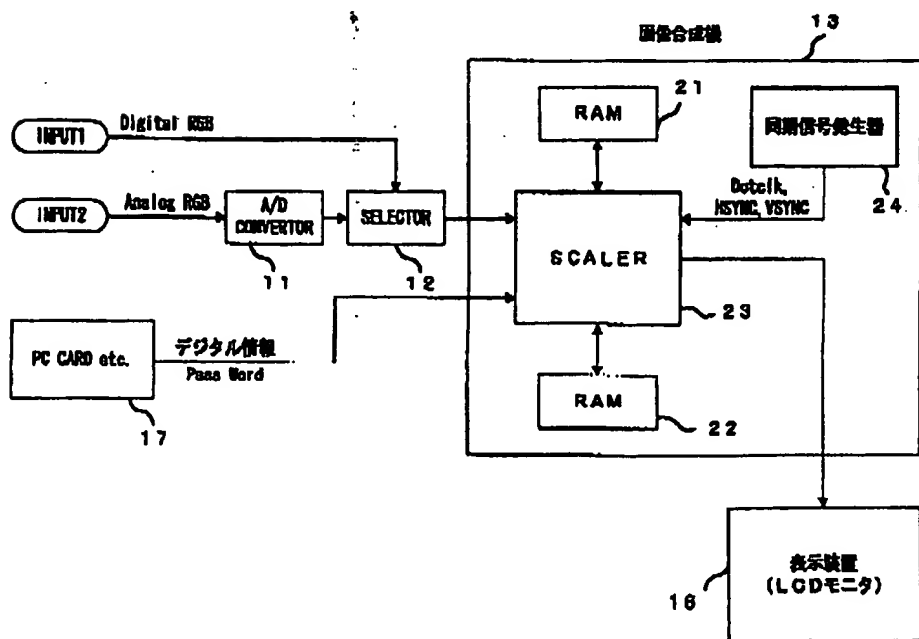 画像合成機
13
INPUT1
Digital RGB
RAM
21
同期信号発生器
24
INPUT2
Analog RGB
A/D
CONVERTOR
11
SELECTOR
12
Dotclk,
HSYNC, VSYNC
SCALER
23
PC CARD etc.
17
デジタル情報
Pass Word
RAM
22
表示装置
(LCDモニタ)
16